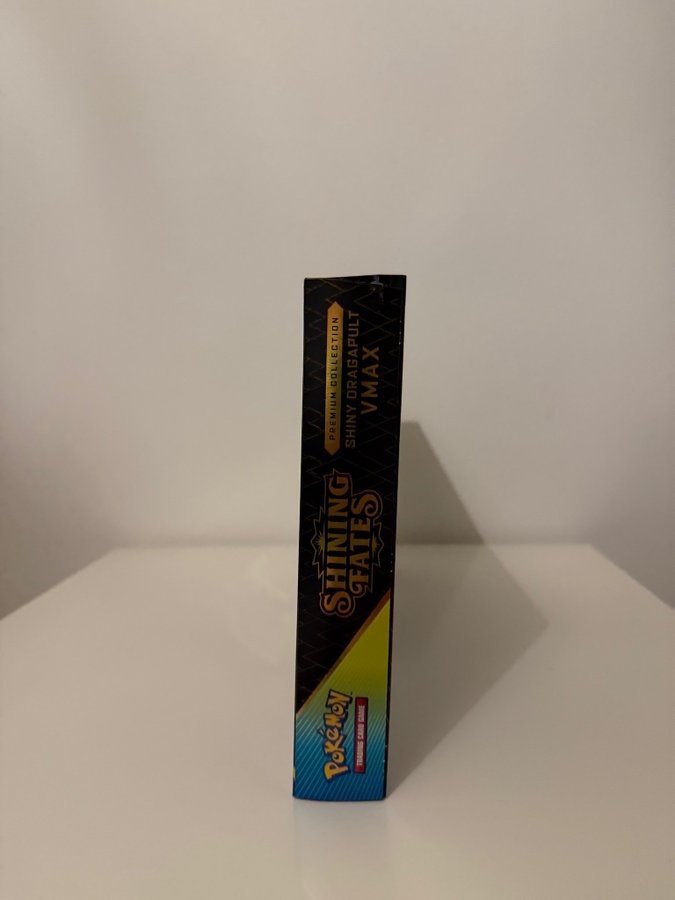 Pokémon
TRADING CARD GAME
SHINING
FATES
PREMIUM COLLECTION
SHINY DRAGAPULT
VMAX